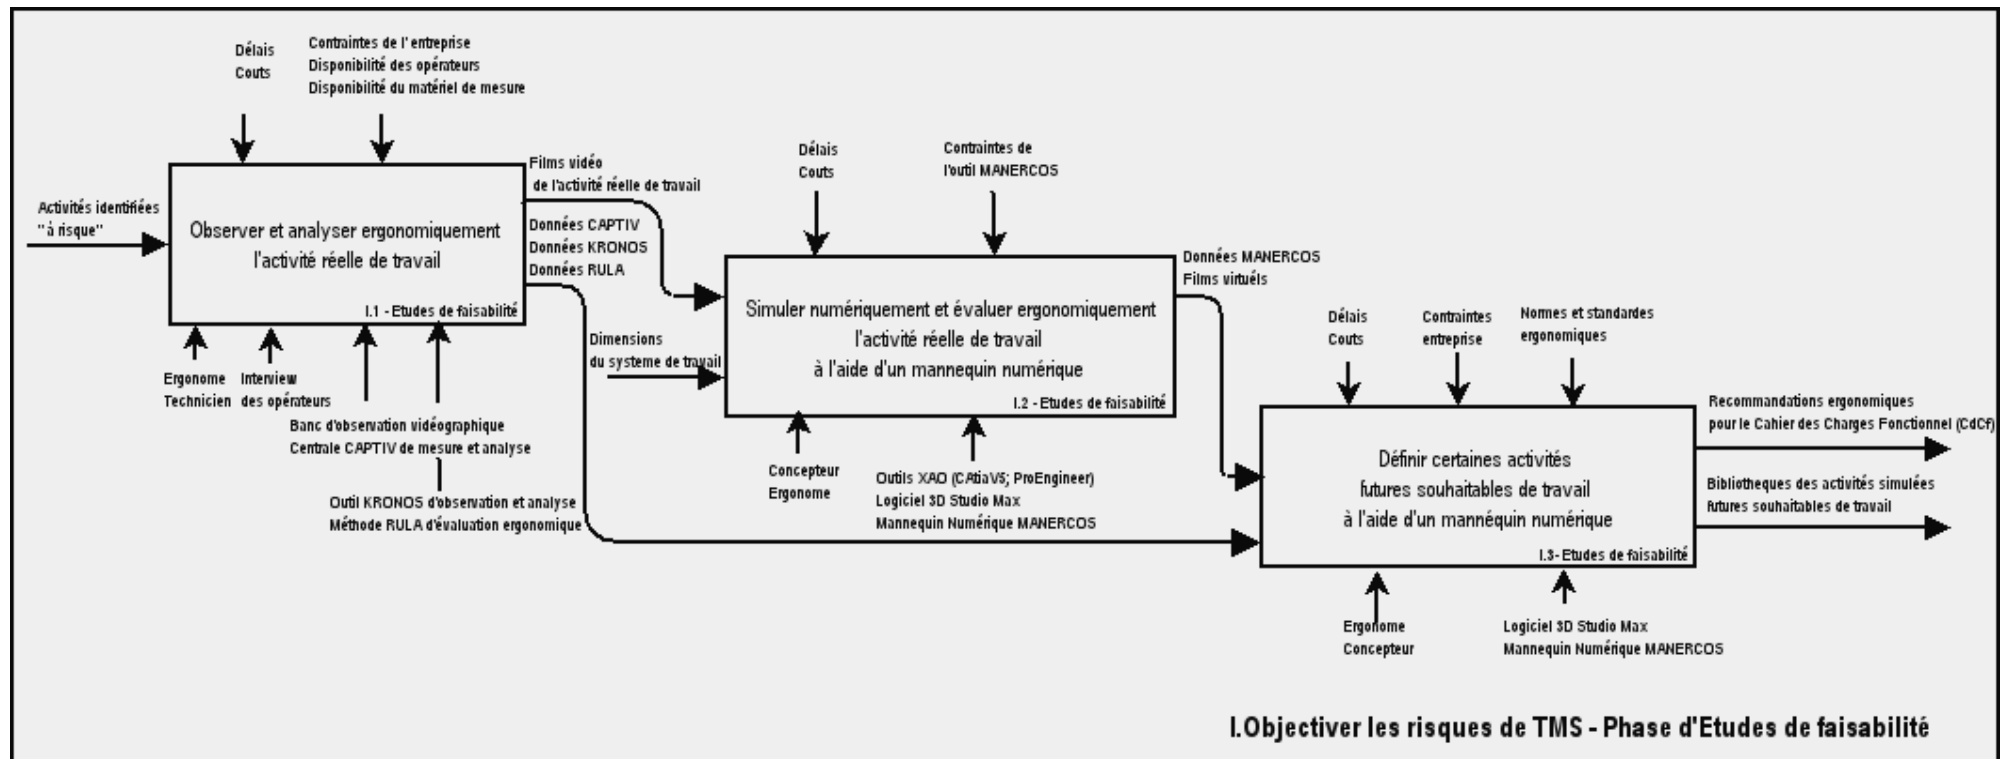 Délais
Couts
Contraintes de l' entreprise
Disponibilité des opérateurs
Disponibilité du matériel de mesure
Activités identifiées
" à risque"
Observer et analyser ergonomiquement
l'activité réelle de travail
I.1 - Etudes de faisabilité
Films vidéo
de l'activité réelle de travail
Données CAPTIV
Données KRONOS
Données RULA
Ergonome
Technicien
Interview
des opérateurs
Banc d'observation vidéographique
Centrale CAPTIV de mesure et analyse
Outil KRONOS d'observation et analyse
Méthode RULA d'évaluation ergonomique
Délais
Couts
Contraintes de
l'outil MANERCOS
Dimensions
du systeme de travail
Simuler numériquement et évaluer ergonomiquement
l'activité réelle de travail
à l'aide d'un mannequin numérique
I.2 - Etudes de faisabilité
Données MANERCOS
Films virtuéls
Concepteur
Ergonome
Outils XAO (CAtiaV5; ProEngineer)
Logiciel 3D Studio Max
Mannequin Numérique MANERCOS
Délais
Couts
Contraintes
entreprise
Normes et standardes
ergonomiques
Définir certaines activités
futures souhaitables de travail
à l'aide d'un mannéquin numérique
I.3- Etudes de faisabilité
Recommandations ergonomiques
pour le Cahier des Charges Fonctionnel (CdCf)
Bibliotheques des activités simulées
futures souhaitables de travail
Ergonome
Concepteur
Logiciel 3D Studio Max
Mannequin Numérique MANERCOS
I.Objectiver les risques de TMS - Phase d'Etudes de faisabilité